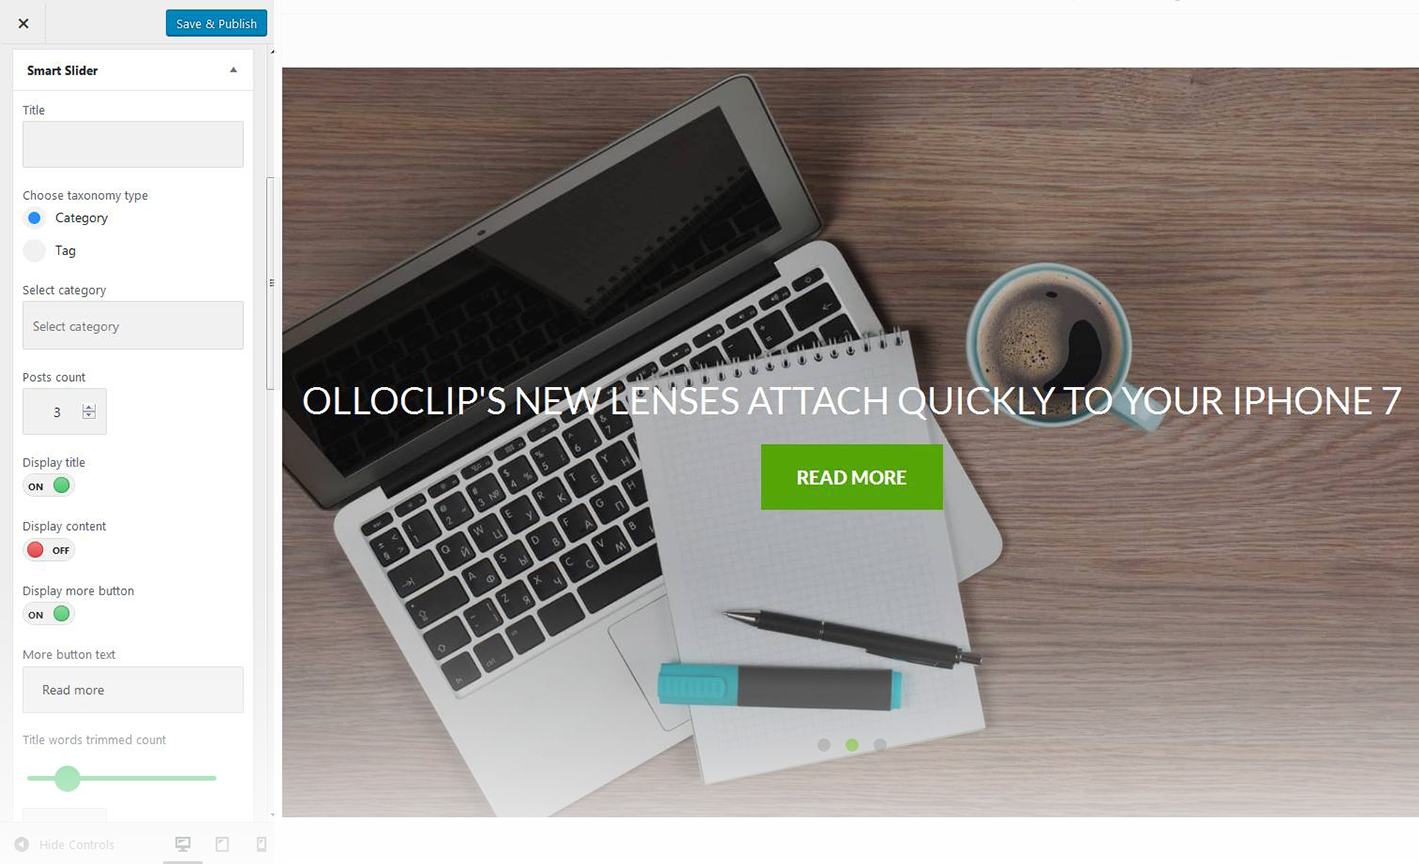 Save & Publish
Smart Slider
Title
Choose taxonomy type
Category
Tag
Select category
Select category
Posts count
3
Display title
ON
Display content
OFF
Display more button
ON
More button text
Read more
Title words trimmed count
Hide Controls
OLLOCLIP'S NEW LENSES ATTACH QUICKLY TO YOUR IPHONE 7
READ MORE